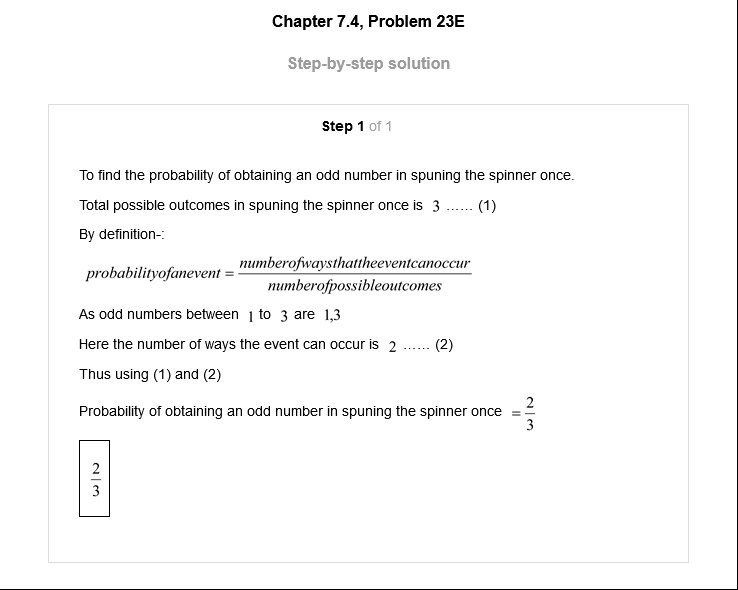 Chapter 7.4, Problem 23E
Step-by-step solution
Step 1 of 1
To find the probability of obtaining an odd number in spuning the spinner once.
Total possible outcomes in spuning the spinner once is 3 ...... (1)
By definition-:
probabilityofanevent = numberofwaysthattheeventcanoccur / numberofpossibleoutcomes
As odd numbers between 1 to 3 are 1,3
Here the number of ways the event can occur is 2 ...... (2)
Thus using (1) and (2)
Probability of obtaining an odd number in spuning the spinner once = 2/3
2/3